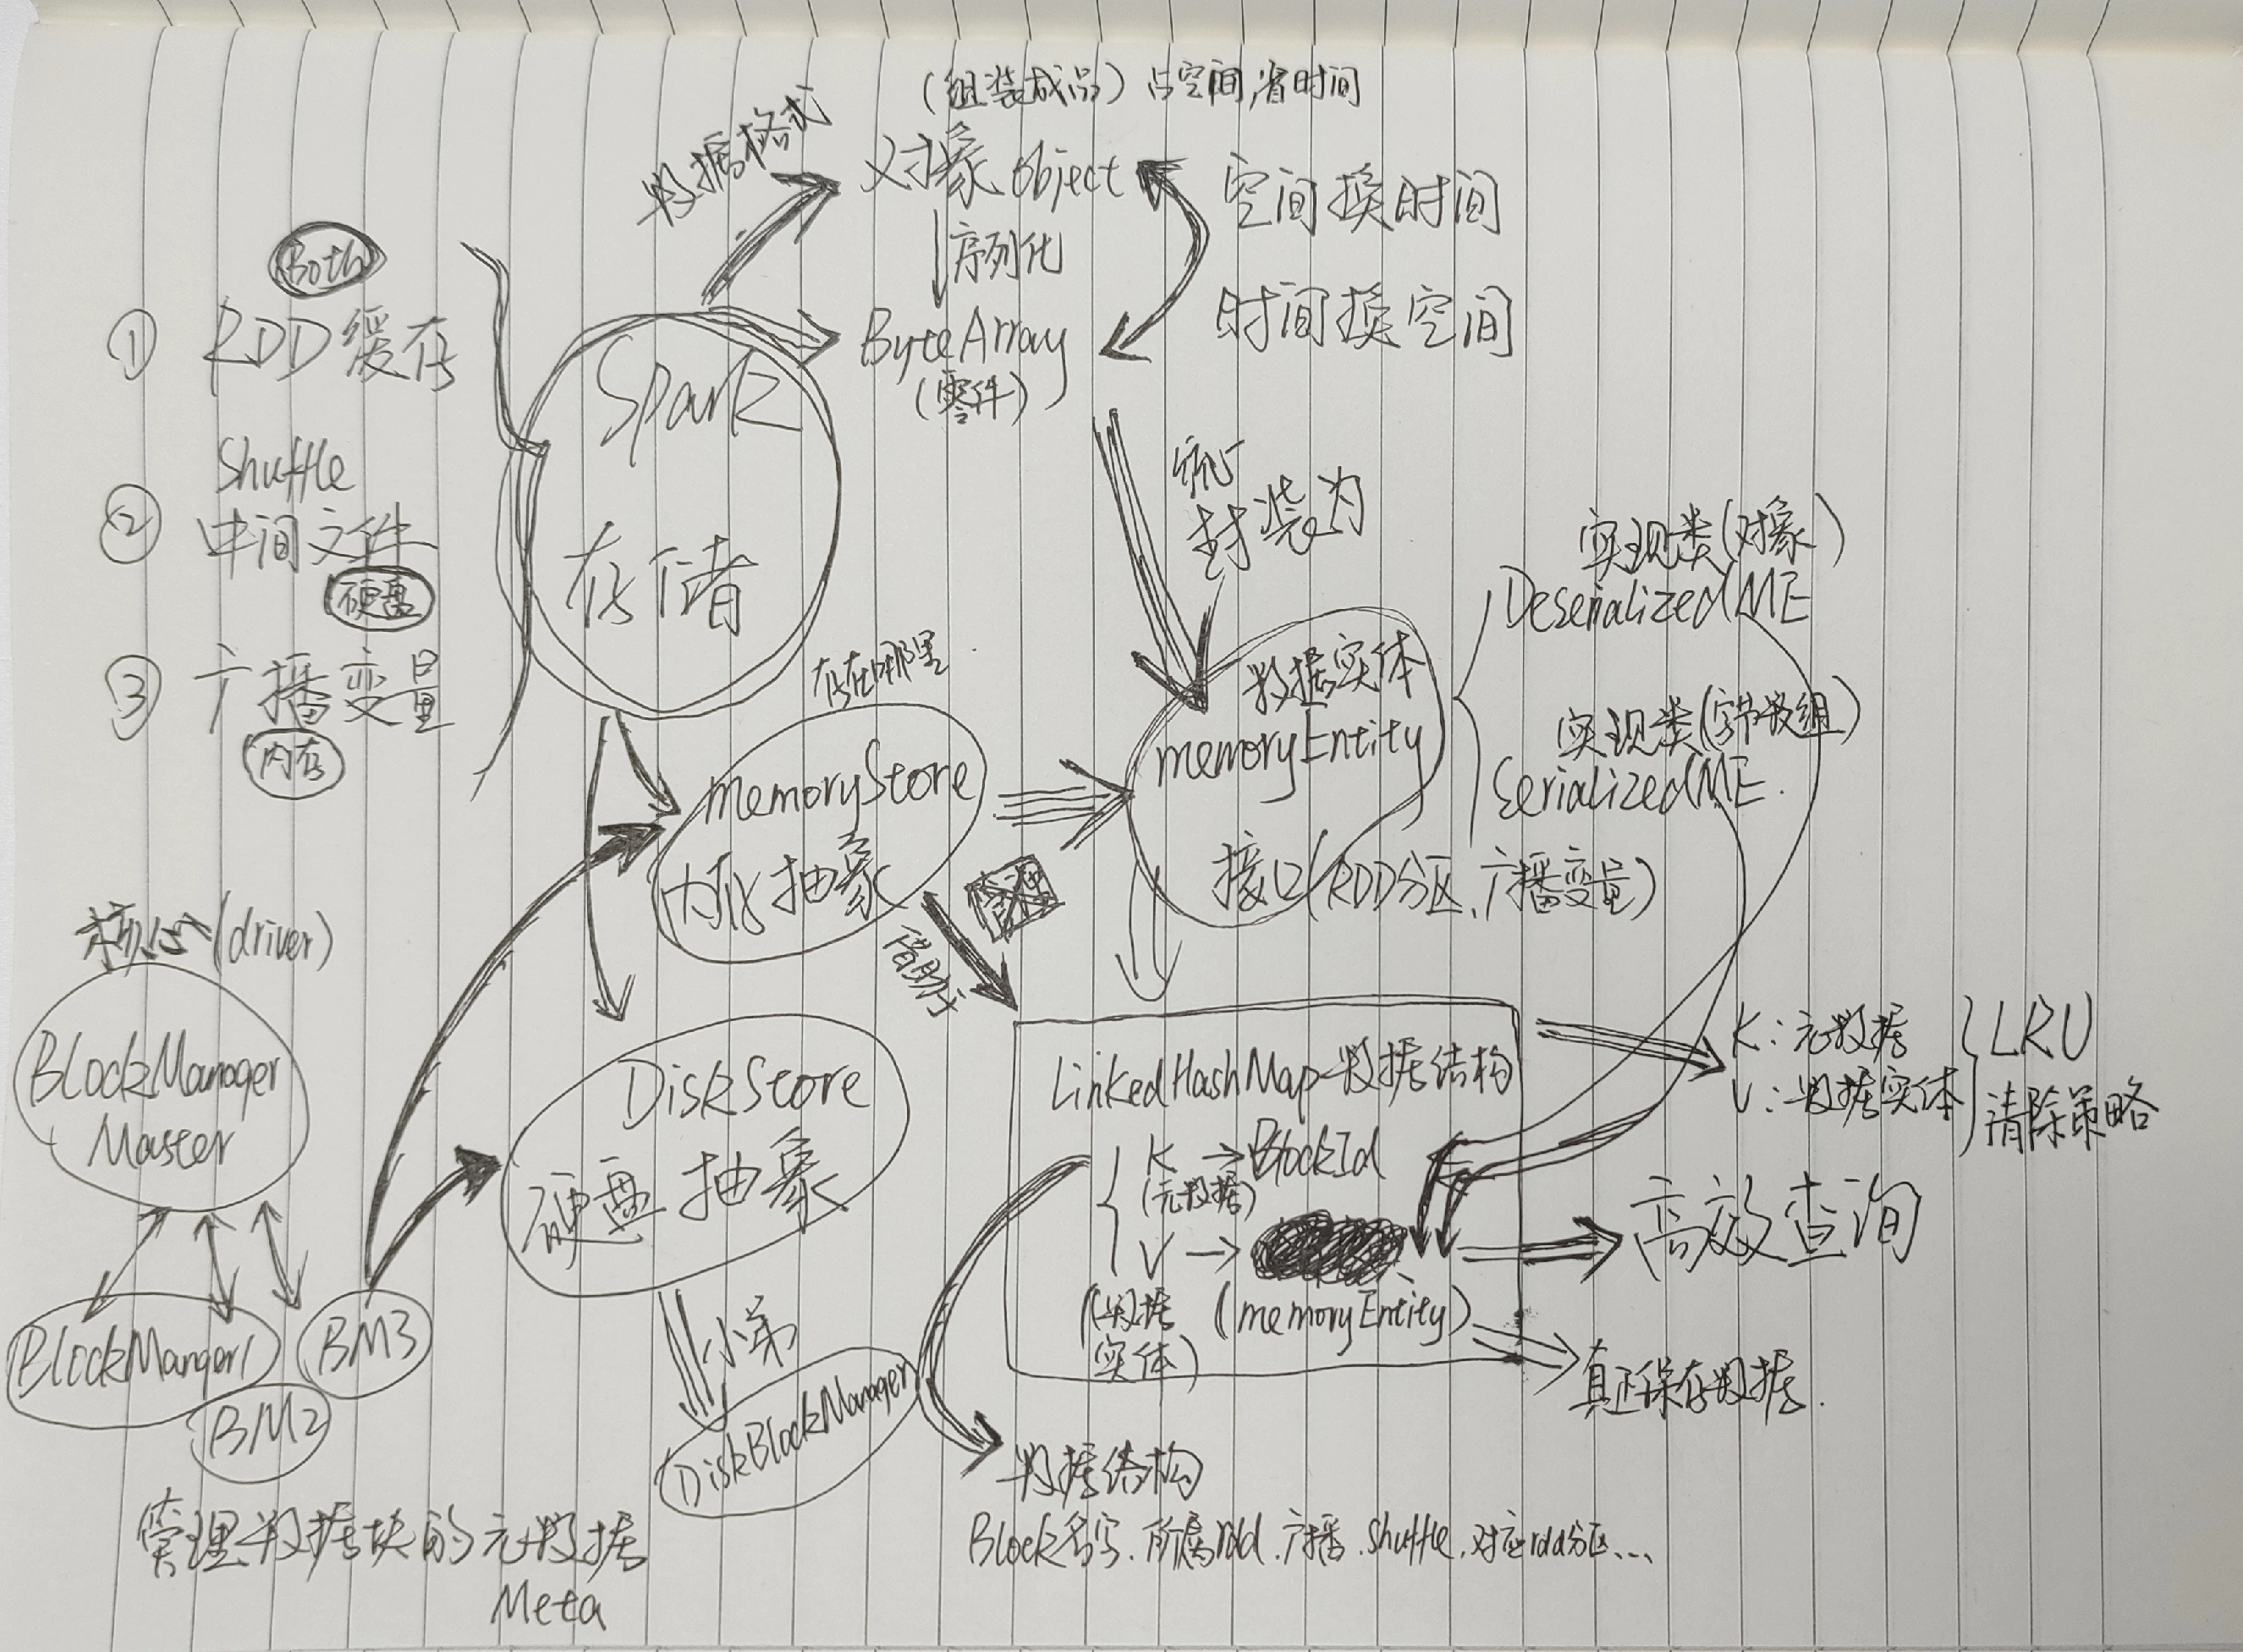 (组装成品) 占空间,省时间
数据格式
对象 object
空间换时间
序列化
时间换空间
ByteArray
(零件)
Both
① RDD 缓存
Shuffle
② 中间文件
硬盘
③ 广播变量
内存
Spark
存储
统一
封装为
存在哪里
实现类(对象)
DeserializedME
实现类(字节数组)
SerializedME.
数据实体
memoryEntity
接口(RDD分区、广播变量)
memoryStore
内存 抽象
借助于
核心(driver)
BlockManager
Master
BlockManger1
BM2
BM3
管理数据块的元数据
Meta
DiskStore
硬盘 抽象
小弟
DiskBlockManager
LinkedHashMap-数据结构
K → BlockId
(元数据)
V →
(数据实体)
(memoryEntity)
K:元数据
V:数据实体
LRU
清除策略
高效查询
真正保存数据.
数据结构
Block名字、所属rdd、广播、shuffle、对应rdd分区...